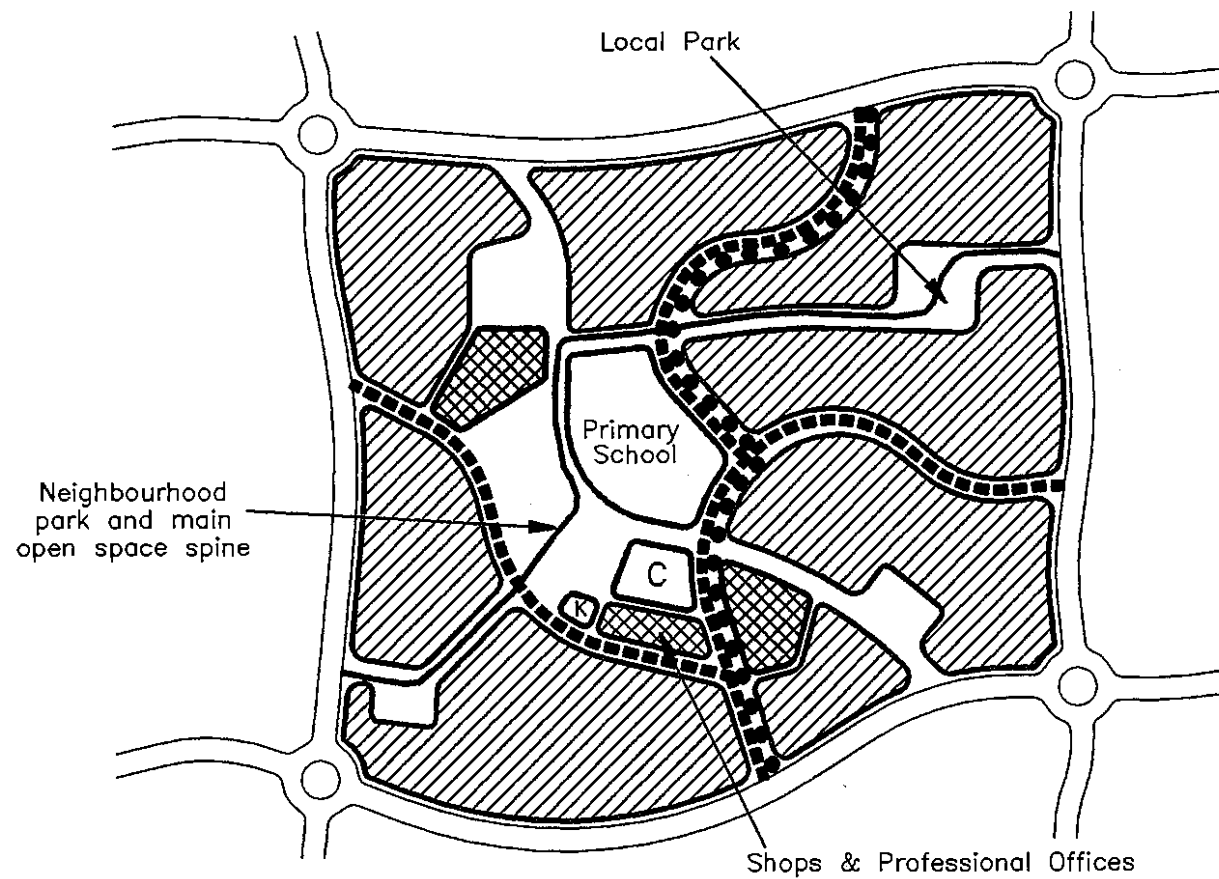 Local Park
Primary
School
Neighbourhood
park and main
open space spine
C
K
Shops & Professional Offices